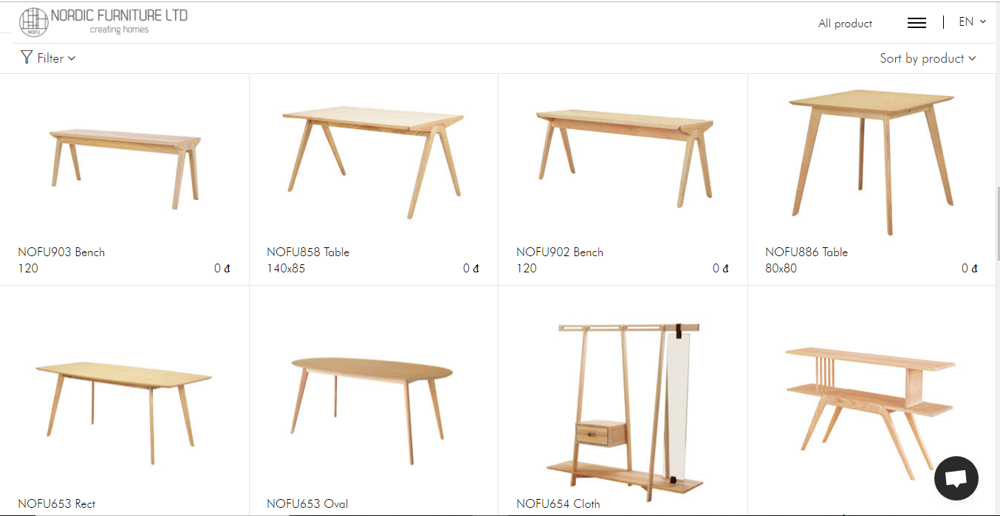 NORDIC FURNITURE LTD
creating homes
NOFU
All product
EN
Filter
Sort by product
NOFU903 Bench
120
0 đ
NOFU858 Table
140x85
0 đ
NOFU902 Bench
120
0 đ
NOFU886 Table
80x80
0 đ
NOFU653 Rect
NOFU653 Oval
NOFU654 Cloth